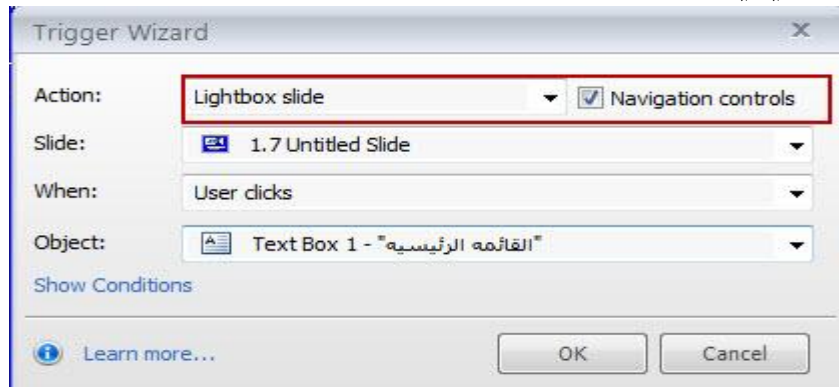 Trigger Wizard
Action: Lightbox slide Navigation controls
Slide: 1.7 Untitled Slide
When: User clicks
Object: Text Box 1 - "القائمه الرئيسيه"
Show Conditions
Learn more... OK Cancel